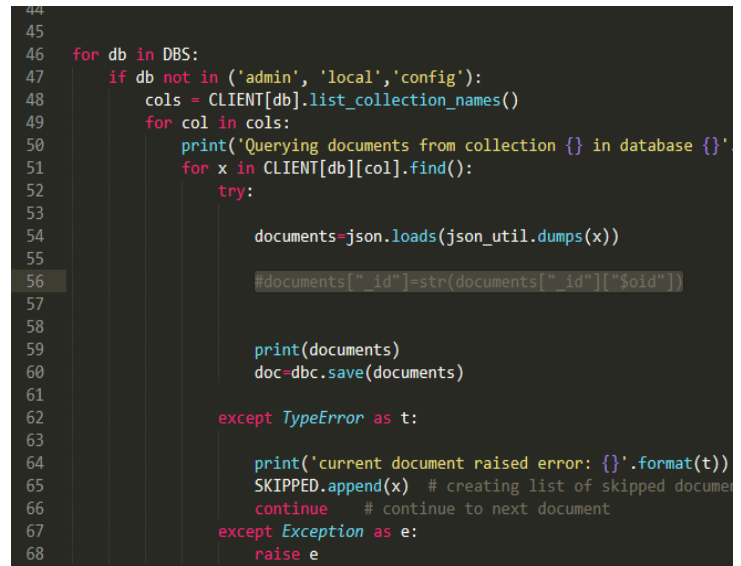 44
45
46 for db in DBS:
47 if db not in ('admin', 'local','config'):
48 cols = CLIENT[db].list_collection_names()
49 for col in cols:
50 print('Querying documents from collection {} in database {}'.
51 for x in CLIENT[db][col].find():
52 try:
53
54 documents=json.loads(json_util.dumps(x))
55
56 #documents["_id"]=str(documents["_id"]["$oid"])
57
58
59 print(documents)
60 doc=dbc.save(documents)
61
62 except TypeError as t:
63
64 print('current document raised error: {}'.format(t))
65 SKIPPED.append(x) # creating list of skipped
66 continue # continue to next document
67 except Exception as e:
68 raise e